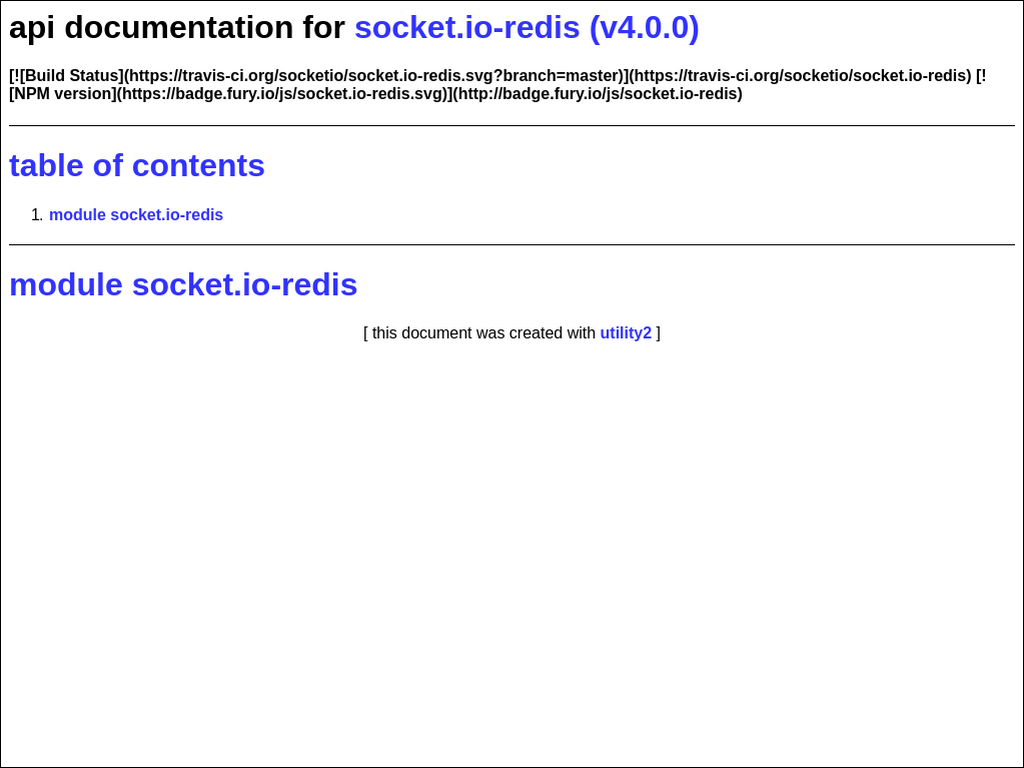 api documentation for socket.io-redis (v4.0.0)
[![Build Status](https://travis-ci.org/socketio/socket.io-redis.svg?branch=master)](https://travis-ci.org/socketio/socket.io-redis) [!
[NPM version](https://badge.fury.io/js/socket.io-redis.svg)](http://badge.fury.io/js/socket.io-redis)
table of contents
1. module socket.io-redis
module socket.io-redis
[ this document was created with utility2 ]